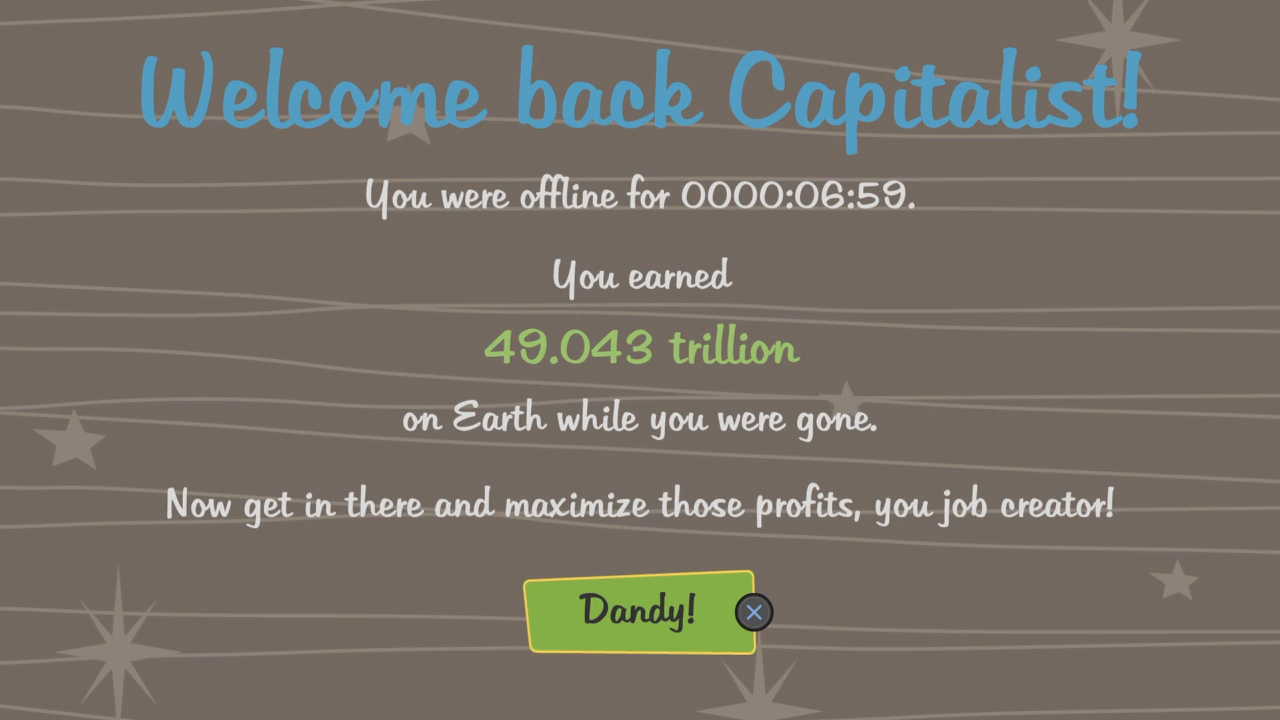 Welcome back Capitalist!
You were offline for 0000:06:59.
You earned
49.043 trillion
on Earth while you were gone.
Now get in there and maximize those profits, you job creator!
Dandy!